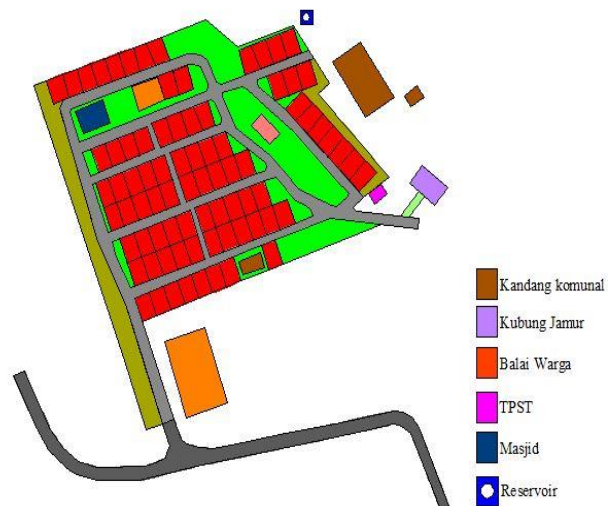 Kandang komunal
Kubung Jamur
Balai Warga
TPST
Masjid
Reservoir